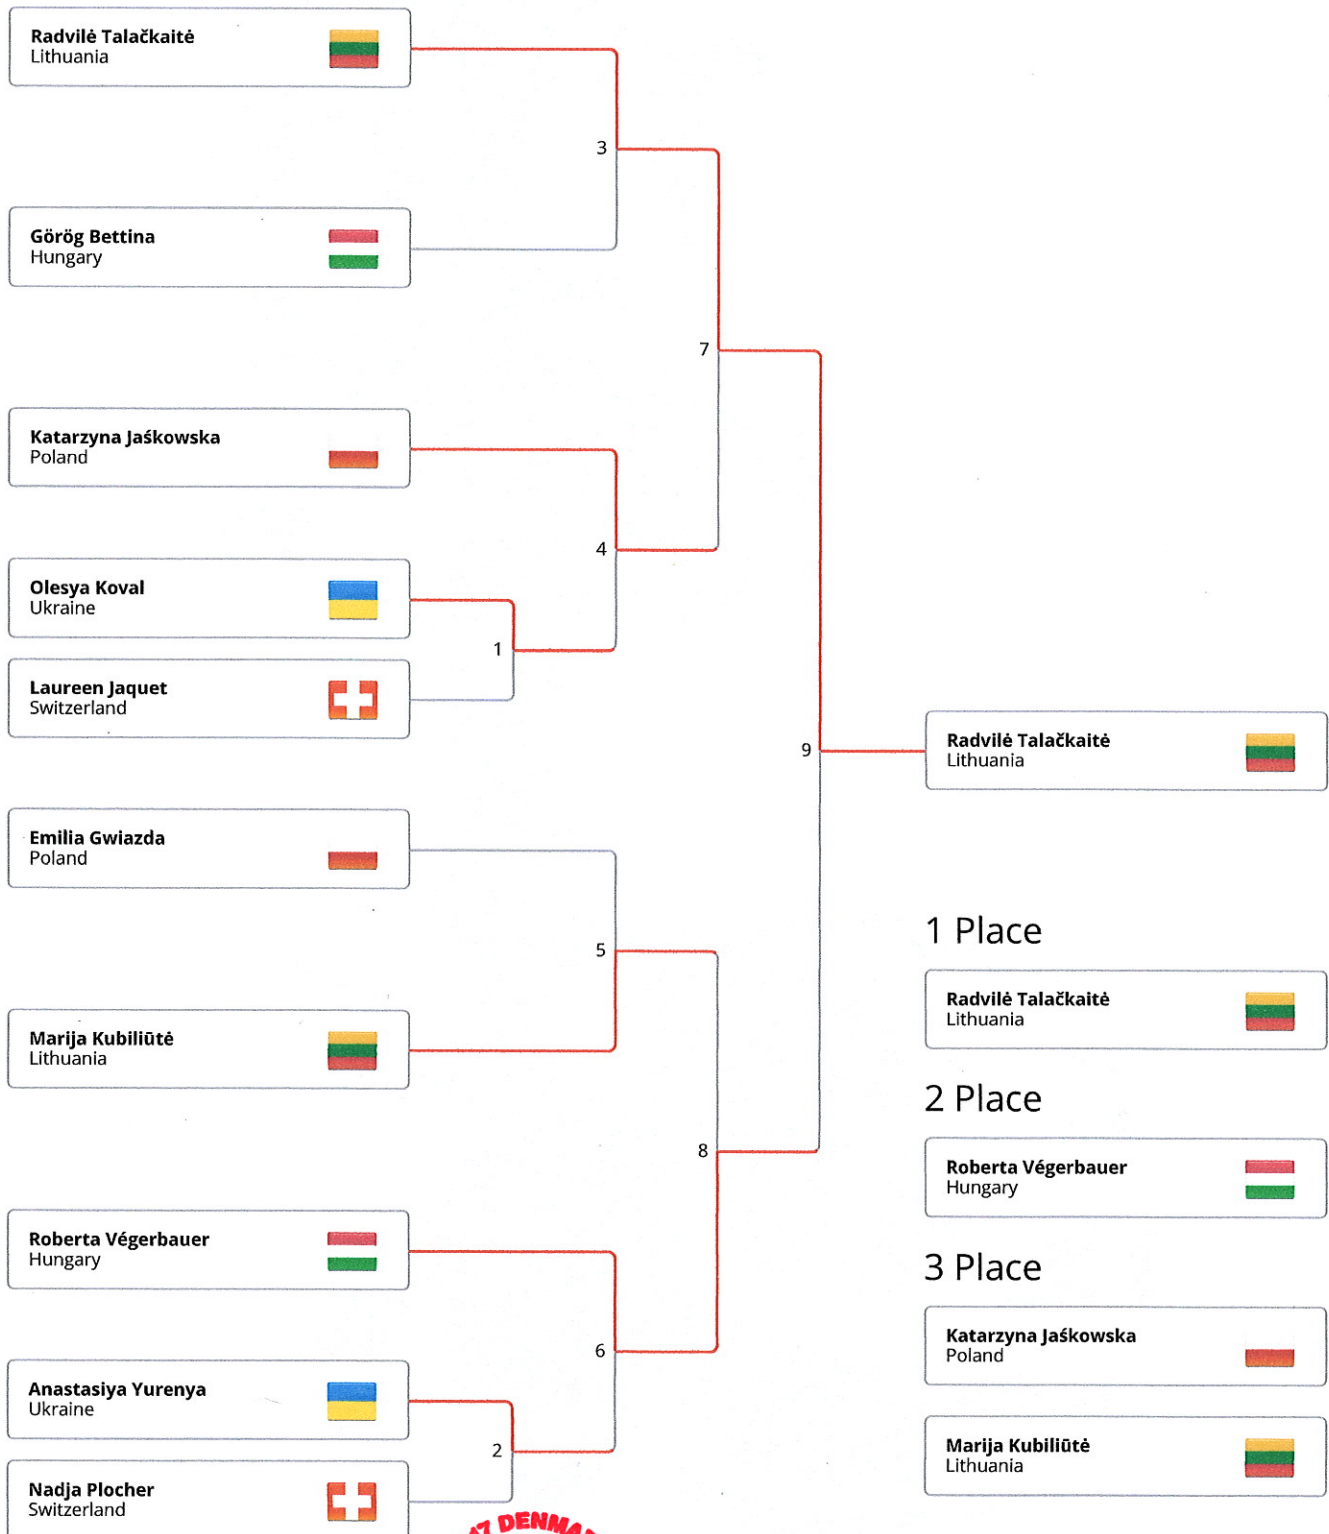 Radvilė Talačkaitė
Lithuania
3
Görög Bettina
Hungary
7
Katarzyna Jaśkowska
Poland
4
Olesya Koval
Ukraine
1
Laureen Jaquet
Switzerland
9
Radvilė Talačkaitė
Lithuania
Emilia Gwiazda
Poland
5
Marija Kubiliūtė
Lithuania
8
Roberta Végerbauer
Hungary
6
Anastasiya Yurenya
Ukraine
2
Nadja Plocher
Switzerland
1 Place
Radvilė Talačkaitė
Lithuania
2 Place
Roberta Végerbauer
Hungary
3 Place
Katarzyna Jaśkowska
Poland
Marija Kubiliūtė
Lithuania